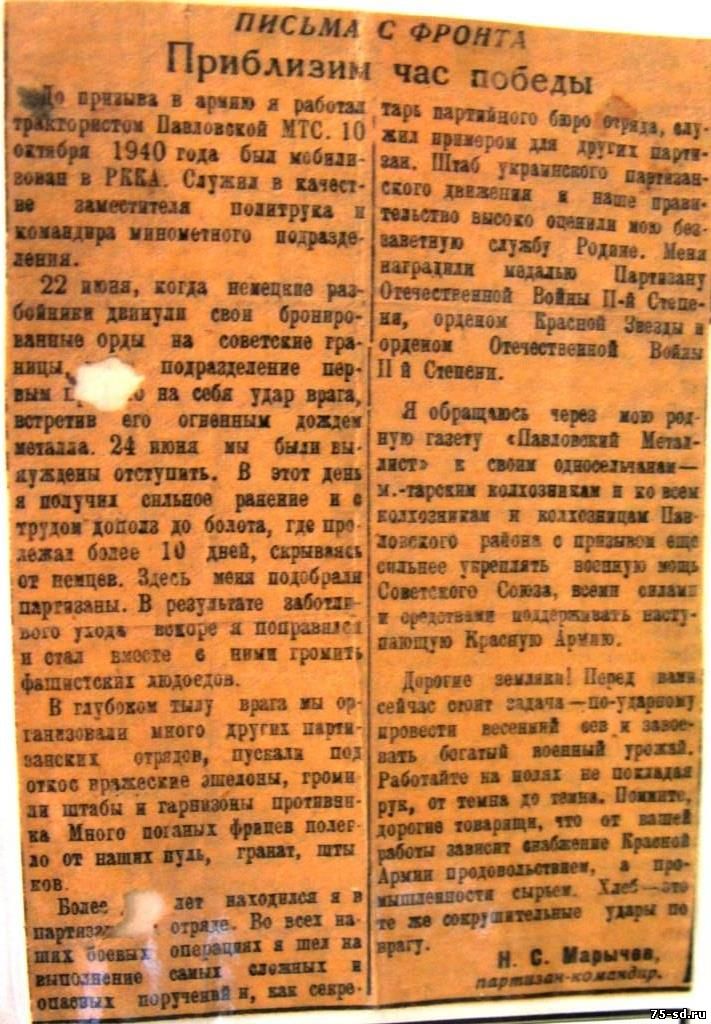 ПИСЬМА С ФРОНТА
Приблизим час победы
До призыва в армию я работал
трактористом Павловской МТС. 10
октября 1940 года был мобили-
зован в РККА. Служил в качест-
ве заместителя политрука и
командира минометного подразде-
ления.
22 июня, когда немецкие раз-
бойники двинули свои брониро-
ванные орды на советские гра-
ницы, подразделение пер-
вым на себя удар врага,
встретив его огненным дождем
металла. 24 июня мы были вы-
нуждены отступить. В этот день
я получил сильное ранение и с
трудом дополз до болота, где про-
лежал более 10 дней, скрываясь
от немцев. Здесь меня подобрали
партизаны. В результате заботли-
вого ухода вскоре я поправился
и стал вместе с ними громить
фашистских людоедов.
В глубоком тылу врага мы ор-
ганизовали много других парти-
занских отрядов, пускали под
откос вражеские эшелоны, громи-
ли штабы и гарнизоны противни-
ка Много поганых фрицев полег-
ло от наших пуль, гранат, шты
ков.
Более лет находился я в
отряде. Во всех на-
ших боевых операциях я шел на
выполнение самых сложных и
опасных поручений и, как секре-
тарь партийного бюро отряда, слу-
жил примером для других парти-
зан. Штаб украинского партизан-
ского движения и наше прави-
тельство высоко оценили мою без-
заветную службу Родине. Меня
наградили медалью Партизану
Отечественной Войны II-й Степе-
ни, орденом Красной Звезды и
орденом Отечественной Войны
II й Степени.
Я обращаюсь через мою род-
ную газету «Павловский Метал-
лист» к своим односельчанам—
м.-тарским колхозникам и ко всем
колхозникам и колхозницам Пав-
ловского района с призывом еще
сильнее укреплять военную мощь
Советского Союза, всеми силами
и средствами поддерживать насту-
пающую Красную Армию.
Дорогие земляки! Перед вами
сейчас стоит задача—по-ударному
провести весенний сев и завое-
вать богатый военный урожай.
Работайте на полях не покладая
рук, от темна до темна. Помните,
дорогие товарищи, что от вашей
работы зависит снабжение Красной
Армии продовольствием, а про-
мышленности сырьем. Хлеб—это
те же сокрушительные удары по
врагу.
Н. С. Марычев,
партизан-командир.
75-sd.ru